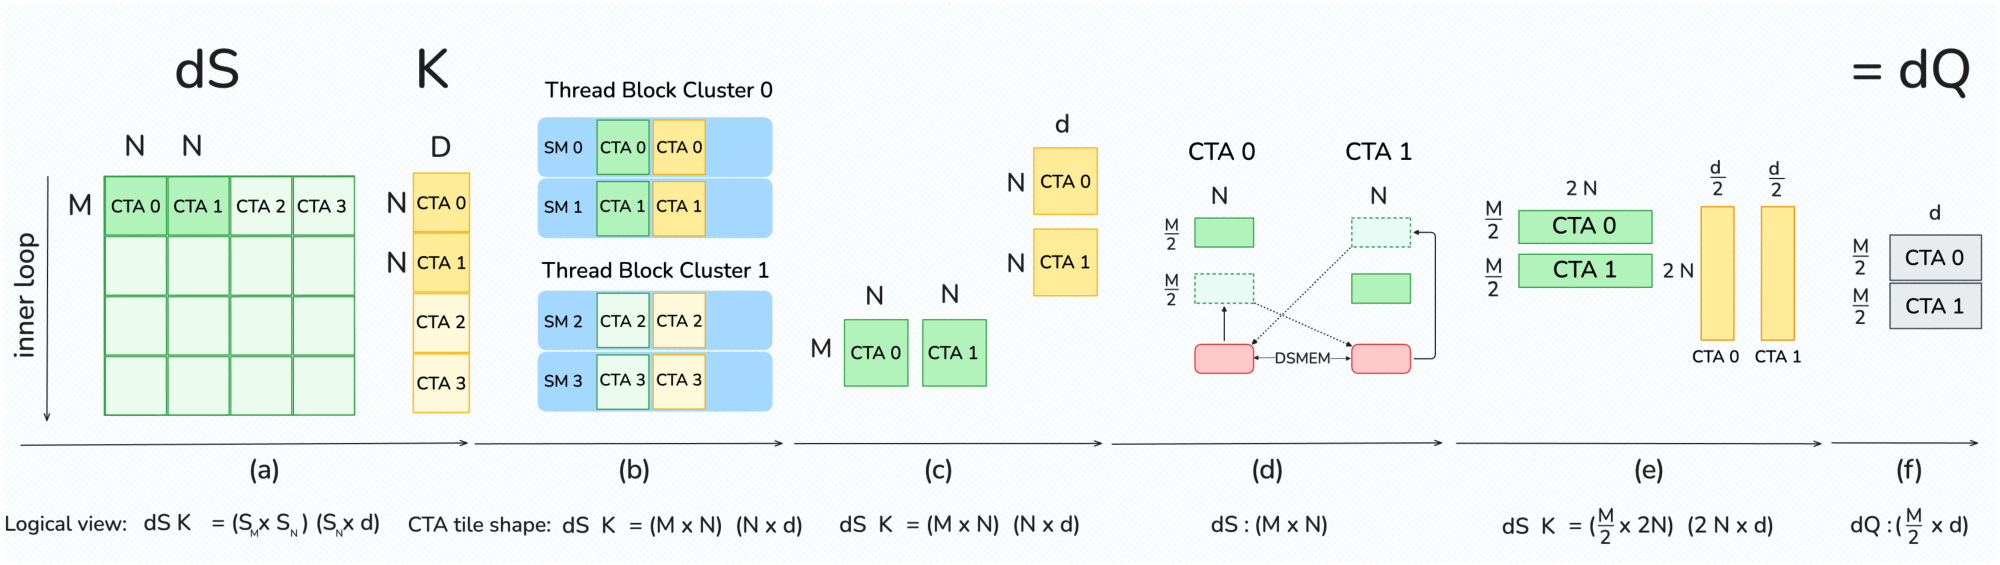 dS
K
= dQ
N N
D
inner loop
M
CTA 0 CTA 1 CTA 2 CTA 3
N
CTA 0
N
CTA 1
CTA 2
CTA 3
(a)
Thread Block Cluster 0
SM 0 CTA 0 CTA 0
SM 1 CTA 1 CTA 1
Thread Block Cluster 1
SM 2 CTA 2 CTA 2
SM 3 CTA 3 CTA 3
(b)
d
N CTA 0
N CTA 1
N N
M CTA 0 CTA 1
(c)
CTA 0 CTA 1
N N
M/2
M/2
DSMEM
(d)
2 N
M/2 CTA 0
M/2 CTA 1
d/2 d/2
2 N
CTA 0 CTA 1
(e)
d
M/2 CTA 0
M/2 CTA 1
(f)
Logical view: dS K = (S_M x S_N) (S_N x d)
CTA tile shape: dS K = (M x N) (N x d)
dS K = (M x N) (N x d)
dS : (M x N)
dS K = (M/2 x 2N) (2 N x d)
dQ : (M/2 x d)